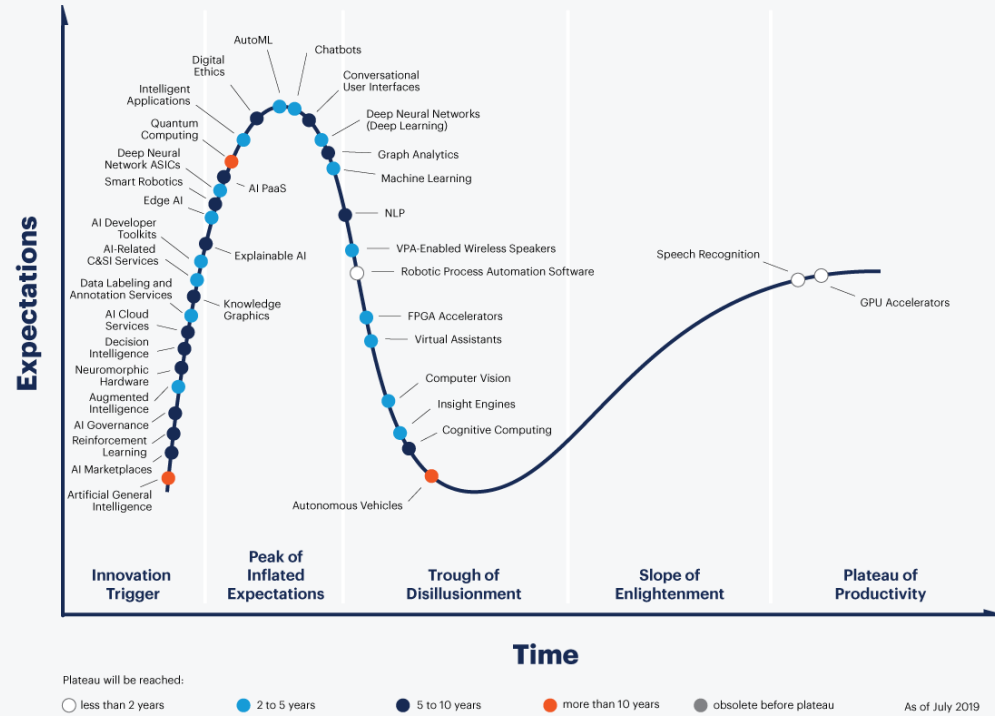 Expectations
AutoML
Chatbots
Digital
Ethics
Conversational
User Interfaces
Intelligent
Applications
Deep Neural Networks
(Deep Learning)
Quantum
Computing
Graph Analytics
Deep Neural
Network ASICs
Machine Learning
Smart Robotics
AI PaaS
Edge AI
NLP
AI Developer
Toolkits
VPA-Enabled Wireless Speakers
Explainable AI
AI-Related
C&SI Services
Speech Recognition
Robotic Process Automation Software
Data Labeling and
Annotation Services
Knowledge
Graphics
GPU Accelerators
AI Cloud
Services
FPGA Accelerators
Decision
Intelligence
Virtual Assistants
Neuromorphic
Hardware
Computer Vision
Augmented
Intelligence
Insight Engines
AI Governance
Cognitive Computing
Reinforcement
Learning
AI Marketplaces
Artificial General
Intelligence
Autonomous Vehicles
Innovation
Trigger
Peak of
Inflated
Expectations
Trough of
Disillusionment
Slope of
Enlightenment
Plateau of
Productivity
Time
Plateau will be reached:
less than 2 years
2 to 5 years
5 to 10 years
more than 10 years
obsolete before plateau
As of July 2019